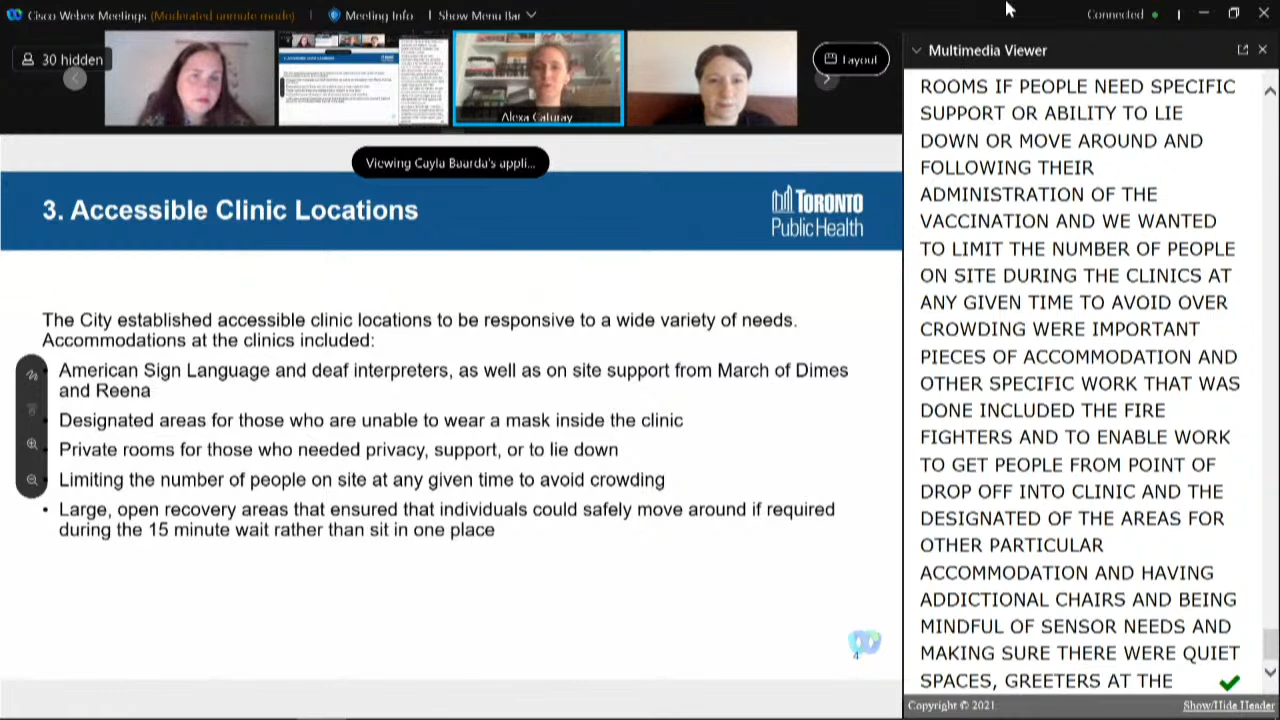 Cisco Webex Meetings (Moderated unmute mode)
Meeting Info
Show Menu Bar
Connected
30 hidden
Layout
Viewing Cayla Baarda's appli...
3. Accessible Clinic Locations
TORONTO
Public Health
The City established accessible clinic locations to be responsive to a wide variety of needs.
Accommodations at the clinics included:
American Sign Language and deaf interpreters, as well as on site support from March of Dimes
and Reena
Designated areas for those who are unable to wear a mask inside the clinic
Private rooms for those who needed privacy, support, or to lie down
Limiting the number of people on site at any given time to avoid crowding
• Large, open recovery areas that ensured that individuals could safely move around if required
during the 15 minute wait rather than sit in one place
4
Multimedia Viewer
ROOMS IF PEOPLE NEED SPECIFIC
SUPPORT OR ABILITY TO LIE
DOWN OR MOVE AROUND AND
FOLLOWING THEIR
ADMINISTRATION OF THE
VACCINATION AND WE WANTED
TO LIMIT THE NUMBER OF PEOPLE
ON SITE DURING THE CLINICS AT
ANY GIVEN TIME TO AVOID OVER
CROWDING WERE IMPORTANT
PIECES OF ACCOMMODATION AND
OTHER SPECIFIC WORK THAT WAS
DONE INCLUDED THE FIRE
FIGHTERS AND TO ENABLE WORK
TO GET PEOPLE FROM POINT OF
DROP OFF INTO CLINIC AND THE
DESIGNATED OF THE AREAS FOR
OTHER PARTICULAR
ACCOMMODATION AND HAVING
ADDICTIONAL CHAIRS AND BEING
MINDFUL OF SENSOR NEEDS AND
MAKING SURE THERE WERE QUIET
SPACES, GREETERS AT THE
Copyright © 2021
Show/Hide Header